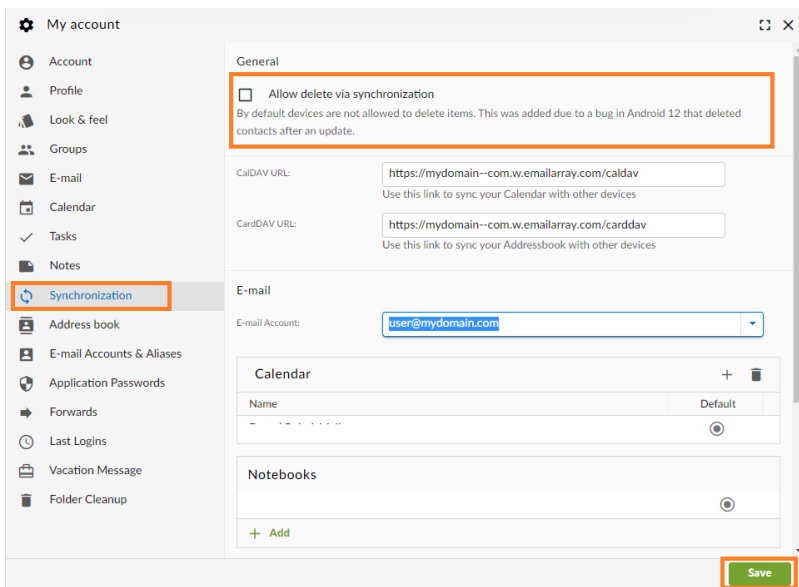 My account
Account
Profile
Look & feel
Groups
E-mail
Calendar
Tasks
Notes
Synchronization
Address book
E-mail Accounts & Aliases
Application Passwords
Forwards
Last Logins
Vacation Message
Folder Cleanup
General
Allow delete via synchronization
By default devices are not allowed to delete items. This was added due to a bug in Android 12 that deleted
contacts after an update.
CalDAV URL: https://mydomain--com.w.emailarray.com/caldav
Use this link to sync your Calendar with other devices
CardDAV URL: https://mydomain--com.w.emailarray.com/carddav
Use this link to sync your Addressbook with other devices
E-mail
E-mail Account: user@mydomain.com
Calendar
Name Default
Notebooks
Add
Save